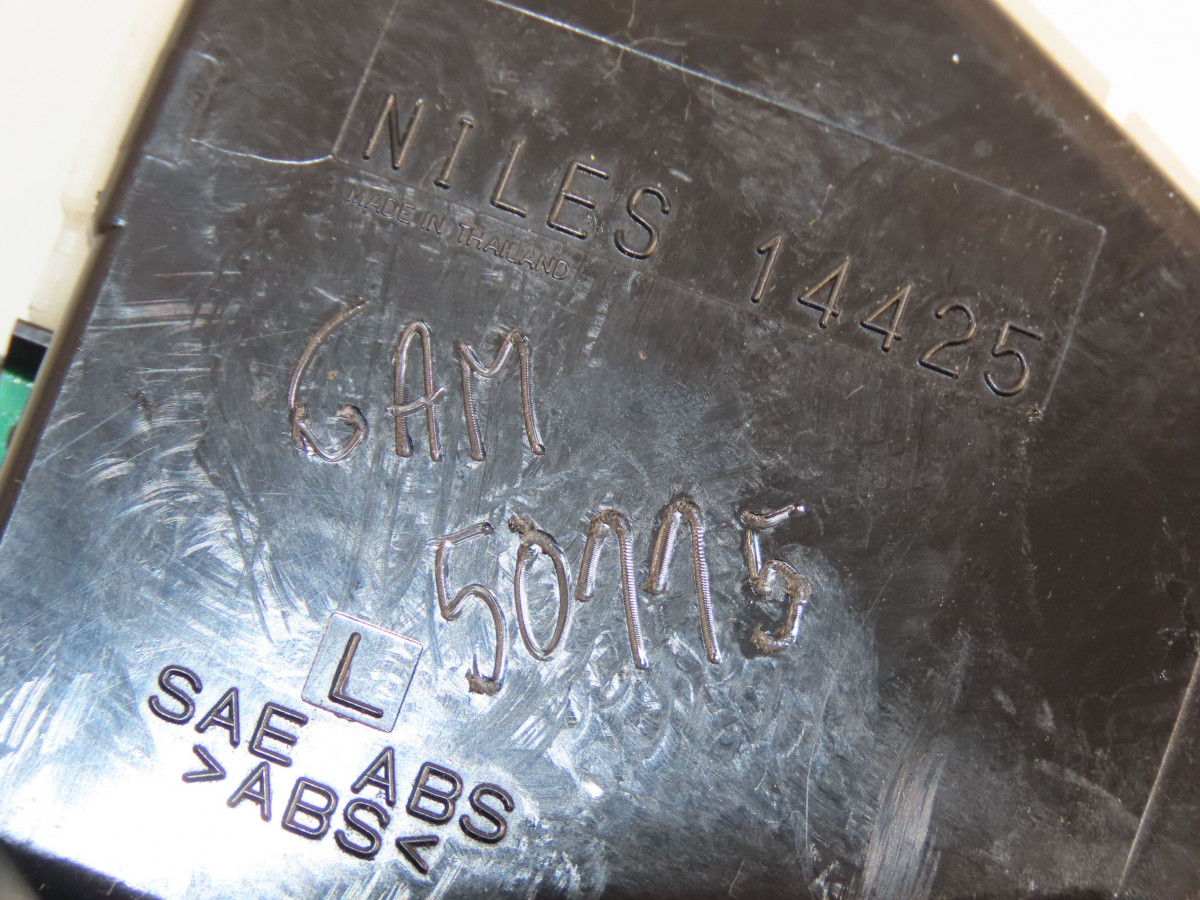 NILES 14425
MADE IN THAILAND
GAM
50115
L
SAE ABS
>ABS<